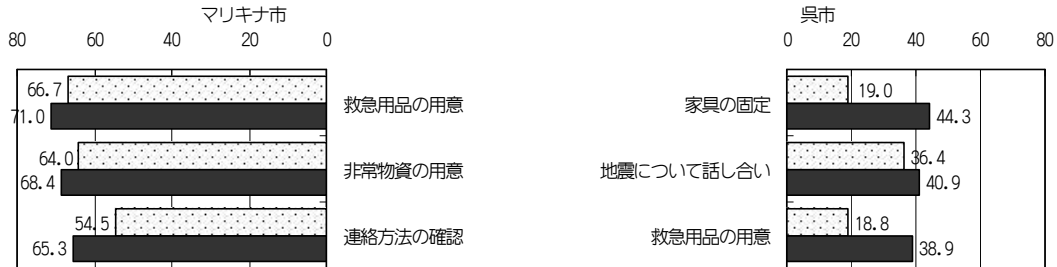 マリキナ市
80 60 40 20 0
66.7
救急用品の用意
71.0
64.0
非常物資の用意
68.4
54.5
連絡方法の確認
65.3
呉市
0 20 40 60 80
19.0
家具の固定
44.3
36.4
地震について話し合い
40.9
18.8
救急用品の用意
38.9